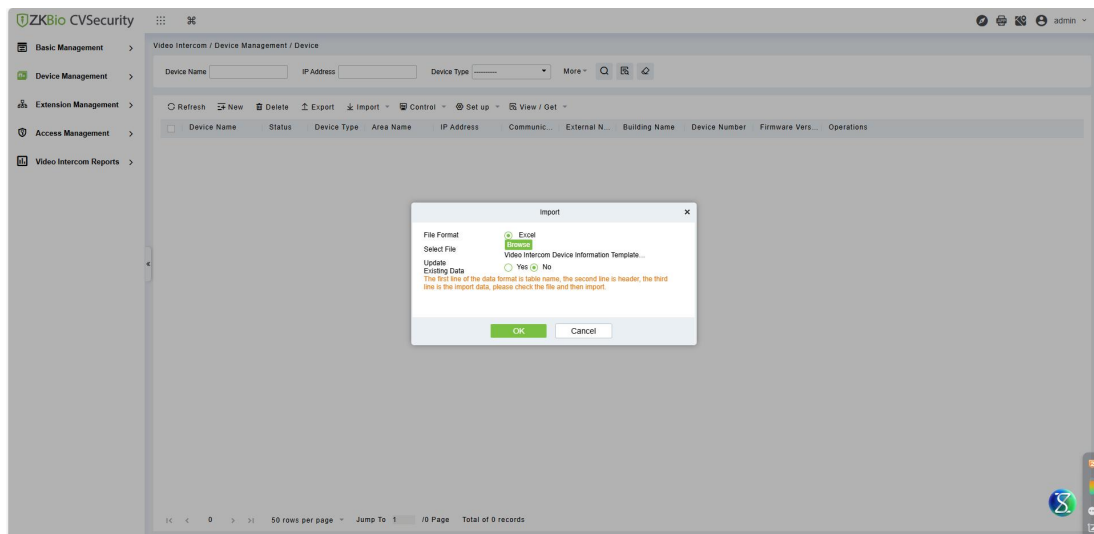 ZKBio CVSecurity
admin
Basic Management
Device Management
Extension Management
Access Management
Video Intercom Reports
Video Intercom / Device Management / Device
Device Name IP Address Device Type --------- More
Refresh New Delete Export Import Control Set up View / Get
Device Name Status Device Type Area Name IP Address Communic... External N... Building Name Device Number Firmware Vers... Operations
Import
File Format Excel
Select File Browse
Video Intercom Device Information Template...
Update
Existing Data Yes No
The first line of the data format is table name, the second line is header, the third
line is the import data, please check the file and then import.
OK Cancel
0 50 rows per page Jump To 1 /0 Page Total of 0 records